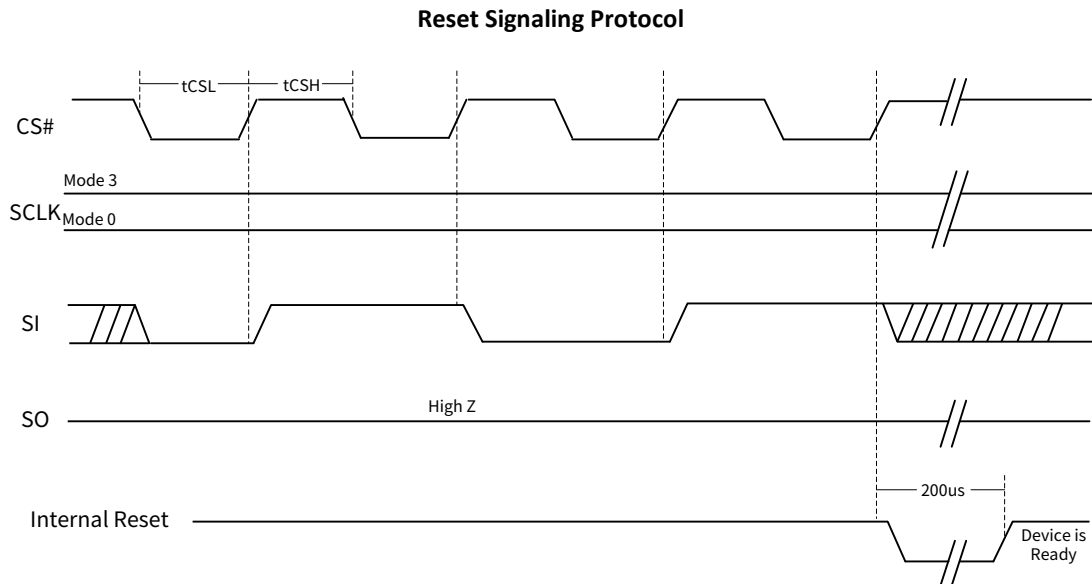 Reset Signaling Protocol
tCSL
tCSH
CS#
Mode 3
SCLK
Mode 0
SI
High Z
SO
200us
Internal Reset
Device is
Ready